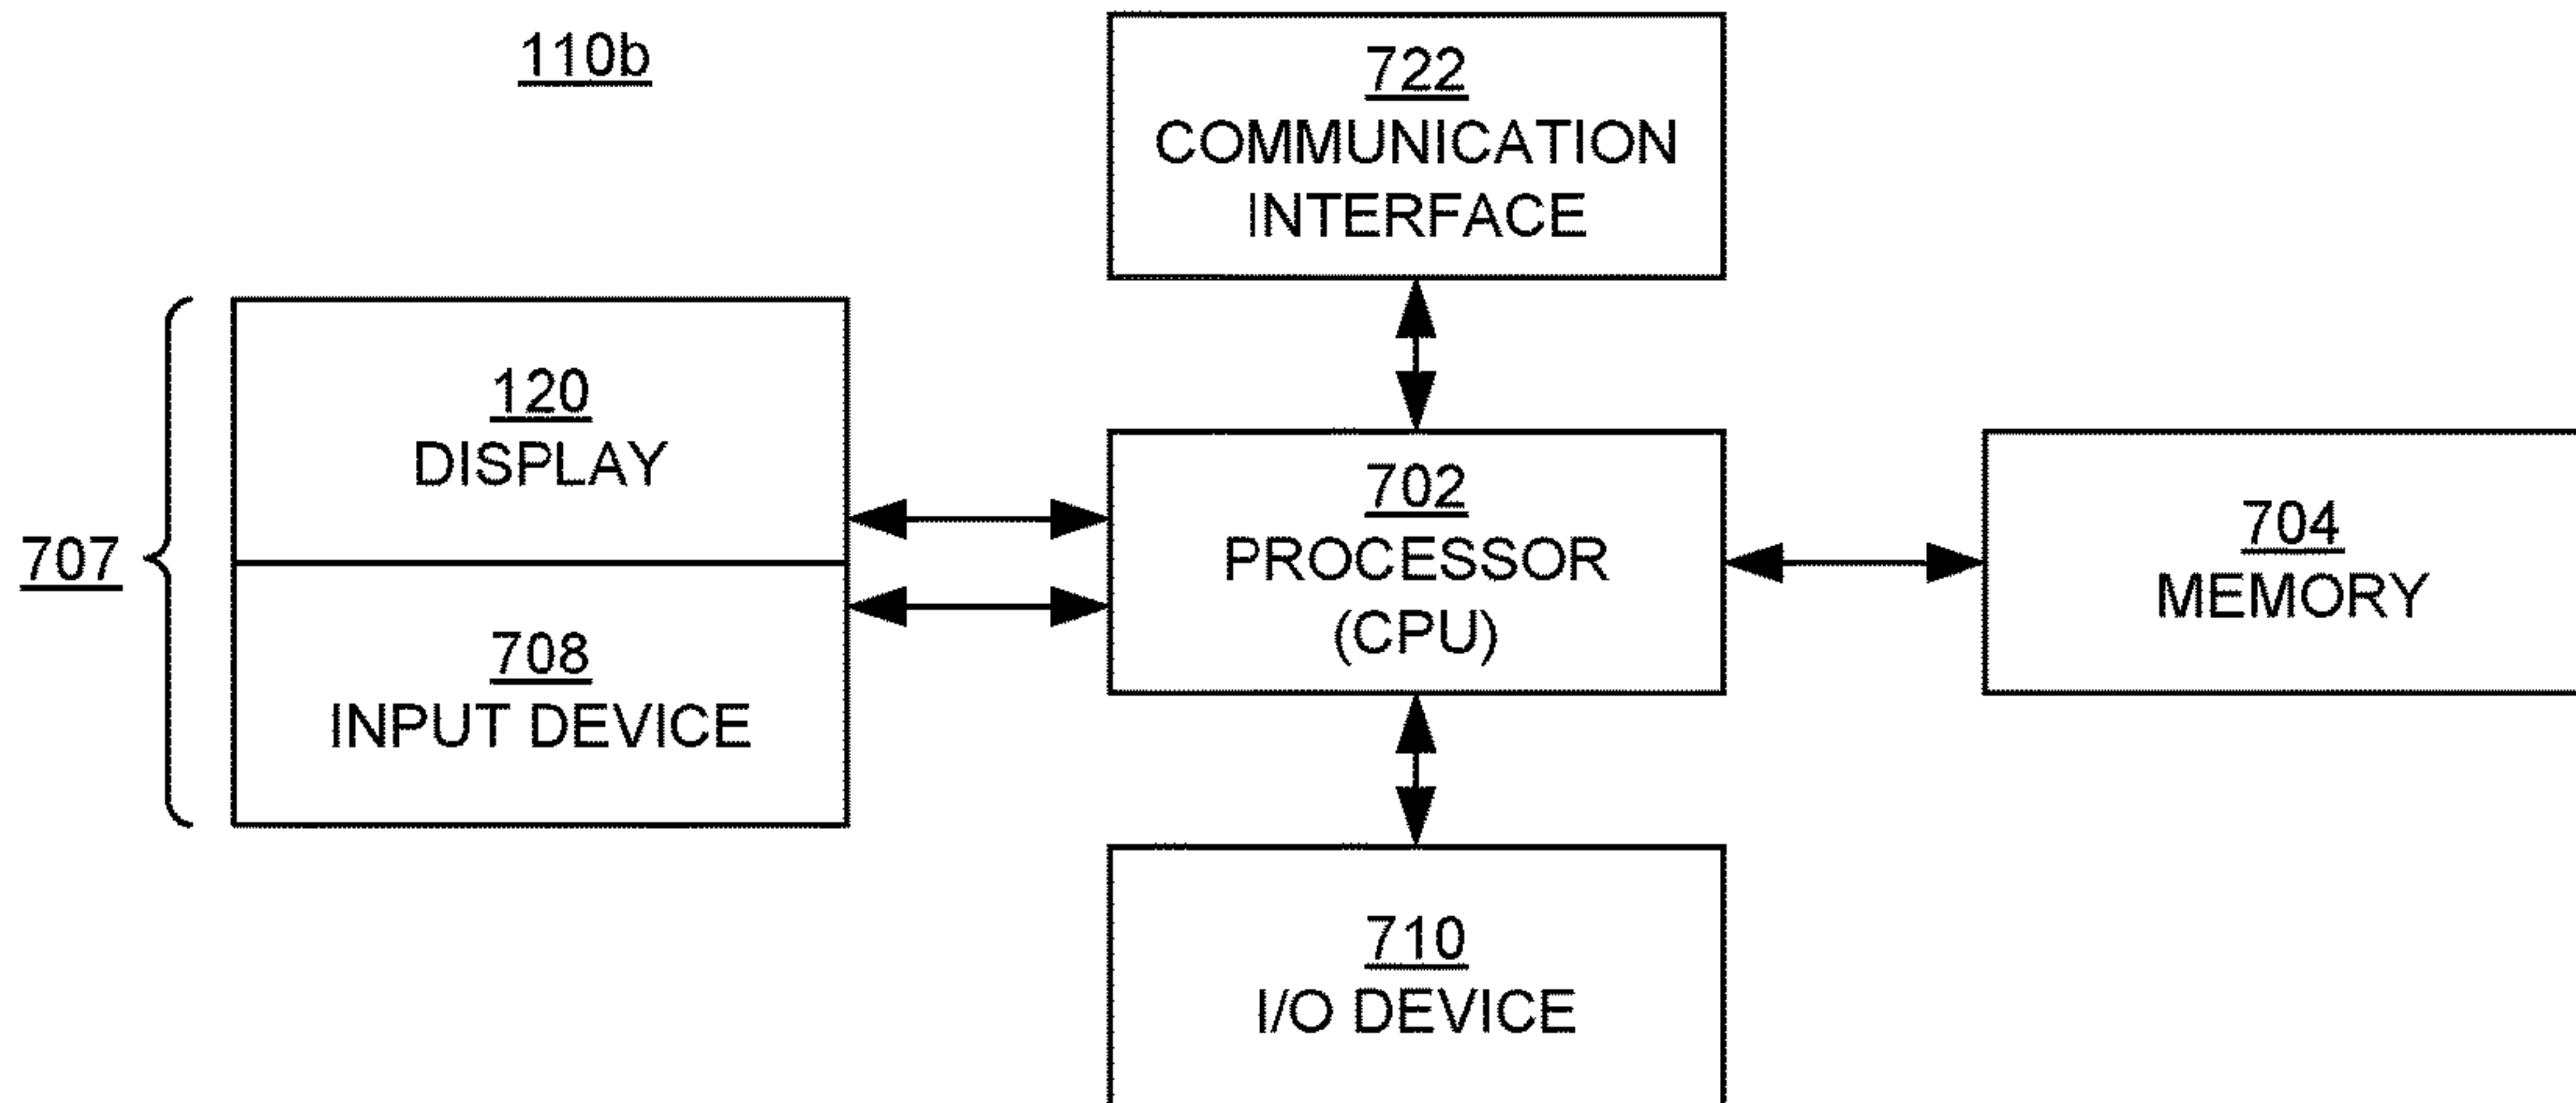 110b
722
COMMUNICATION
INTERFACE
120
DISPLAY
707
708
INPUT DEVICE
702
PROCESSOR
(CPU)
704
MEMORY
710
I/O DEVICE